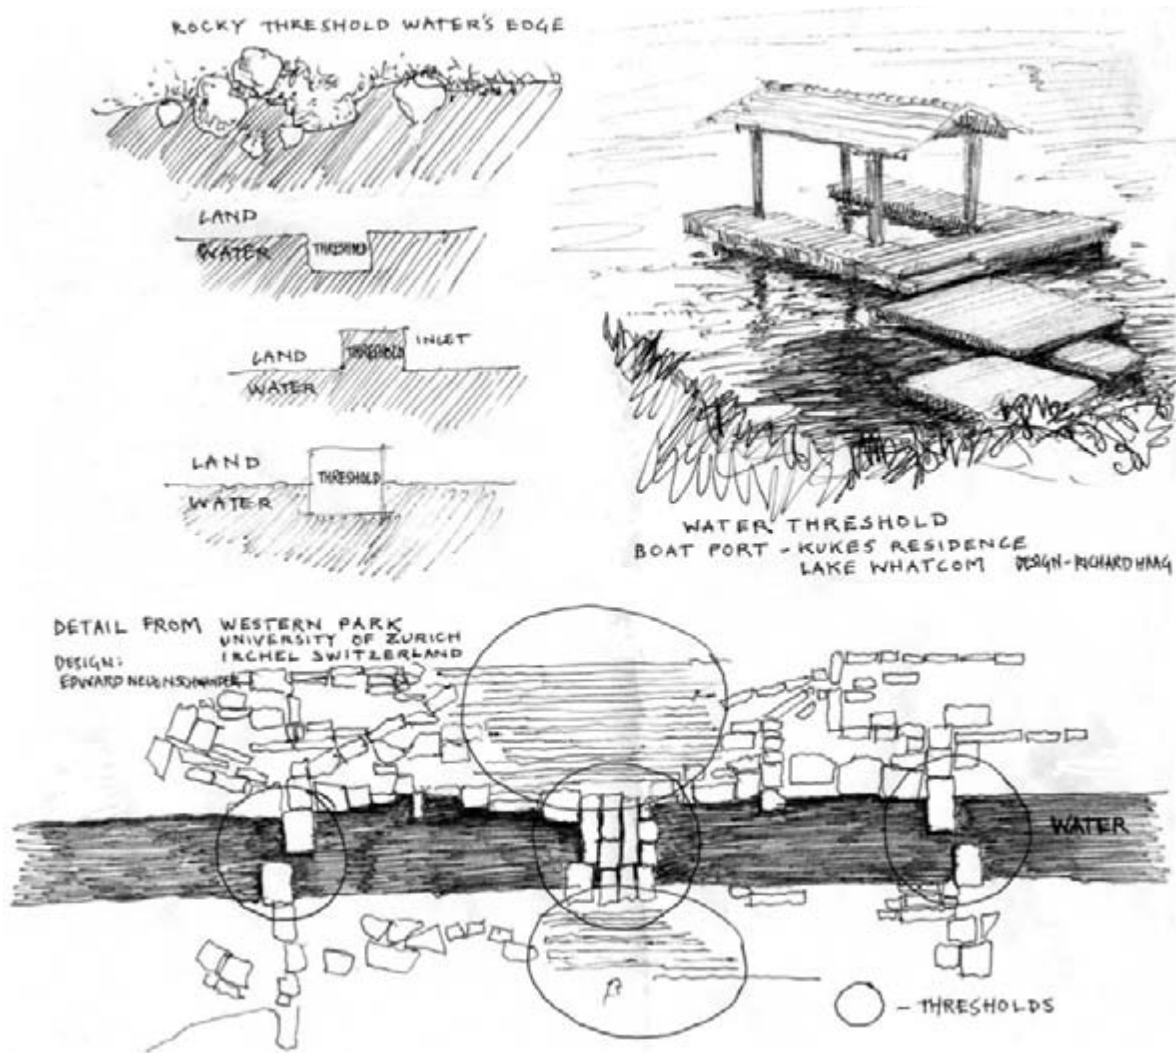 ROCKY THRESHOLD WATER'S EDGE
LAND
WATER
THRESHOLD
THRESHOLD
INLET
LAND
WATER
LAND
THRESHOLD
WATER
WATER THRESHOLD
BOAT PORT - KUKES RESIDENCE
LAKE WHATCOM DESIGN - RICHARD HAAG
DETAIL FROM WESTERN PARK
UNIVERSITY OF ZURICH
IRCHEL SWITZERLAND
DESIGN:
EDWARD
WATER
- THRESHOLDS